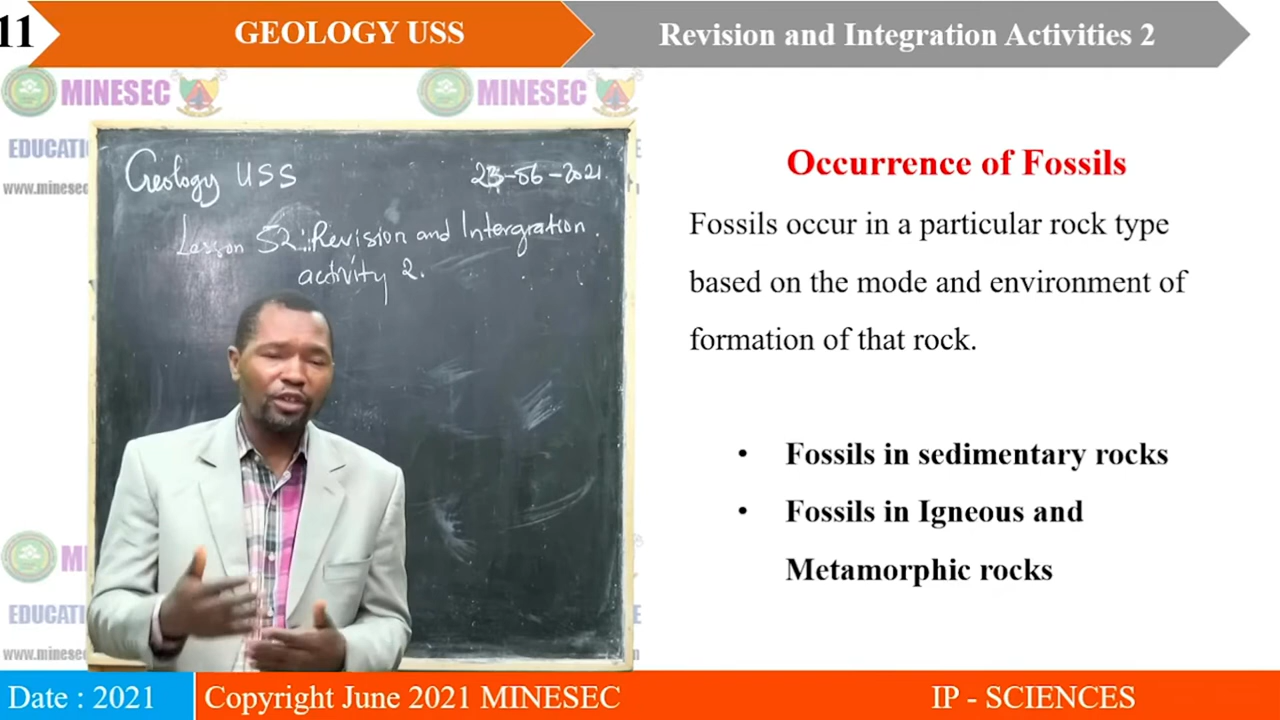 11
GEOLOGY USS
Revision and Integration Activities 2
MINESEC
MINESEC
EDUCATI
www.minesec
Geology USS
23-06-2021
Lesson 52: Revision and Intergration
activity 2.
Occurrence of Fossils
Fossils occur in a particular rock type
based on the mode and environment of
formation of that rock.
• Fossils in sedimentary rocks
• Fossils in Igneous and
Metamorphic rocks
MI
EDUCATI
www.minesec
Date : 2021
Copyright June 2021 MINESEC
IP - SCIENCES